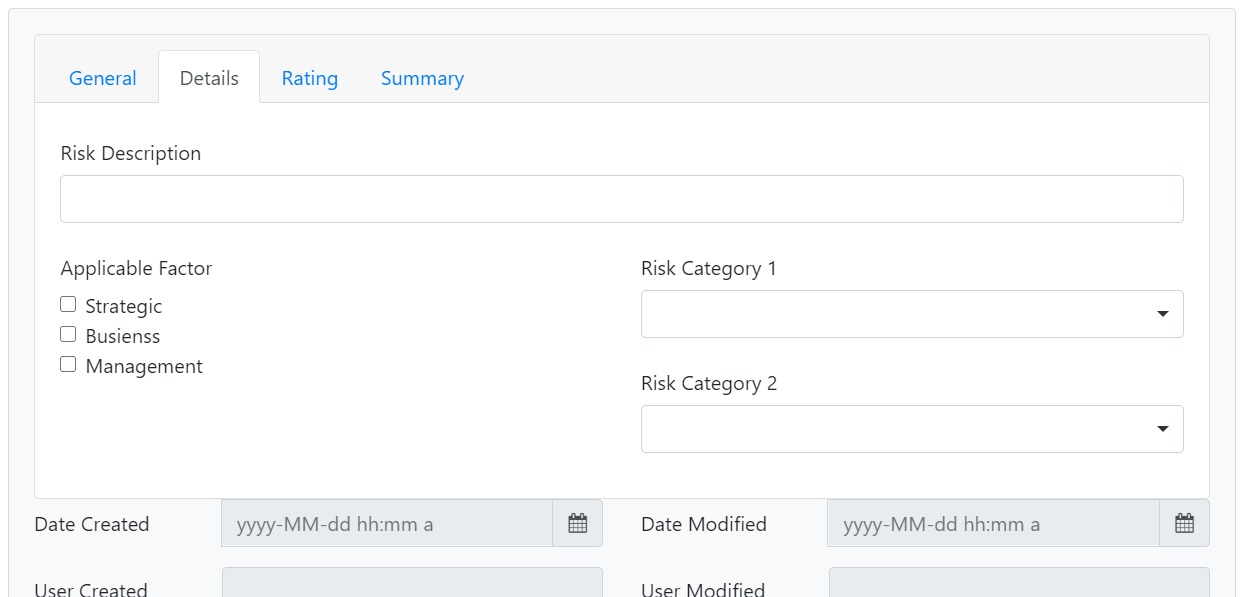 General Details Rating Summary
Risk Description
Applicable Factor
Strategic
Busienss
Management
Risk Category 1
Risk Category 2
Date Created yyyy-MM-dd hh:mm a Date Modified yyyy-MM-dd hh:mm a
User Created User Modified